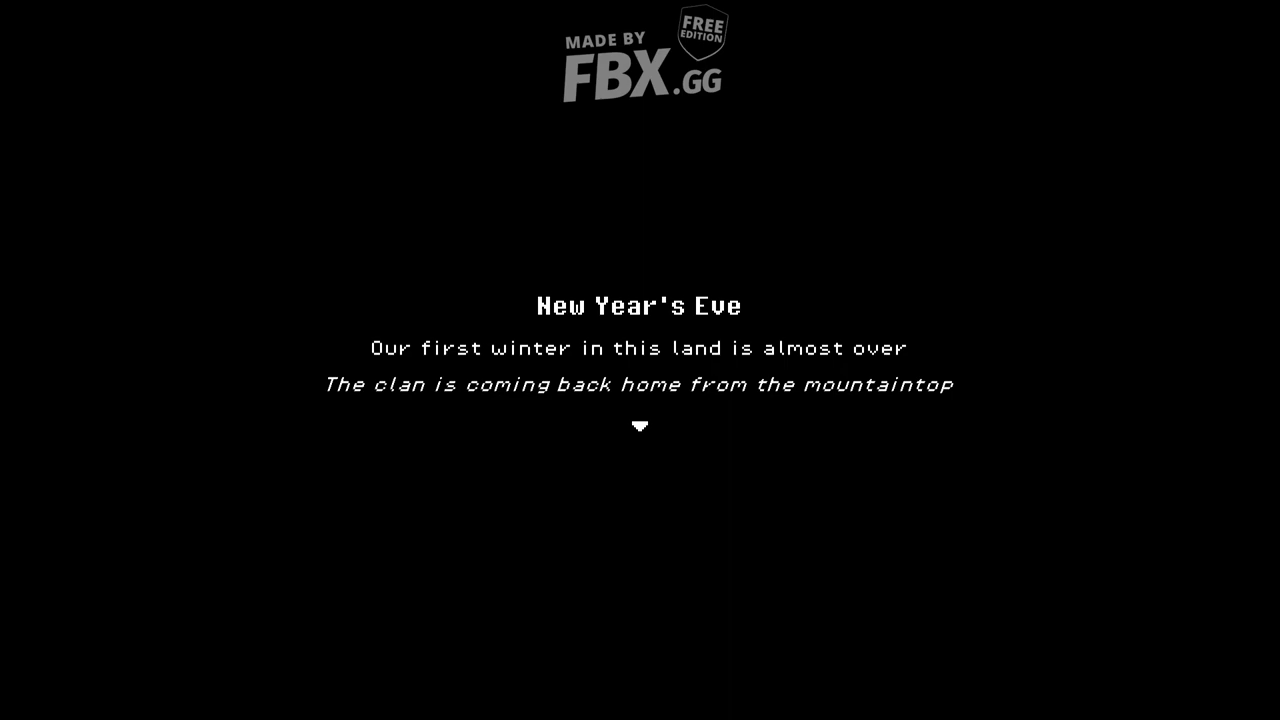 MADE BY
FREE
EDITION
FBX.GG
New Year's Eve
Our first winter in this land is almost over
The clan is coming back home from the mountaintop